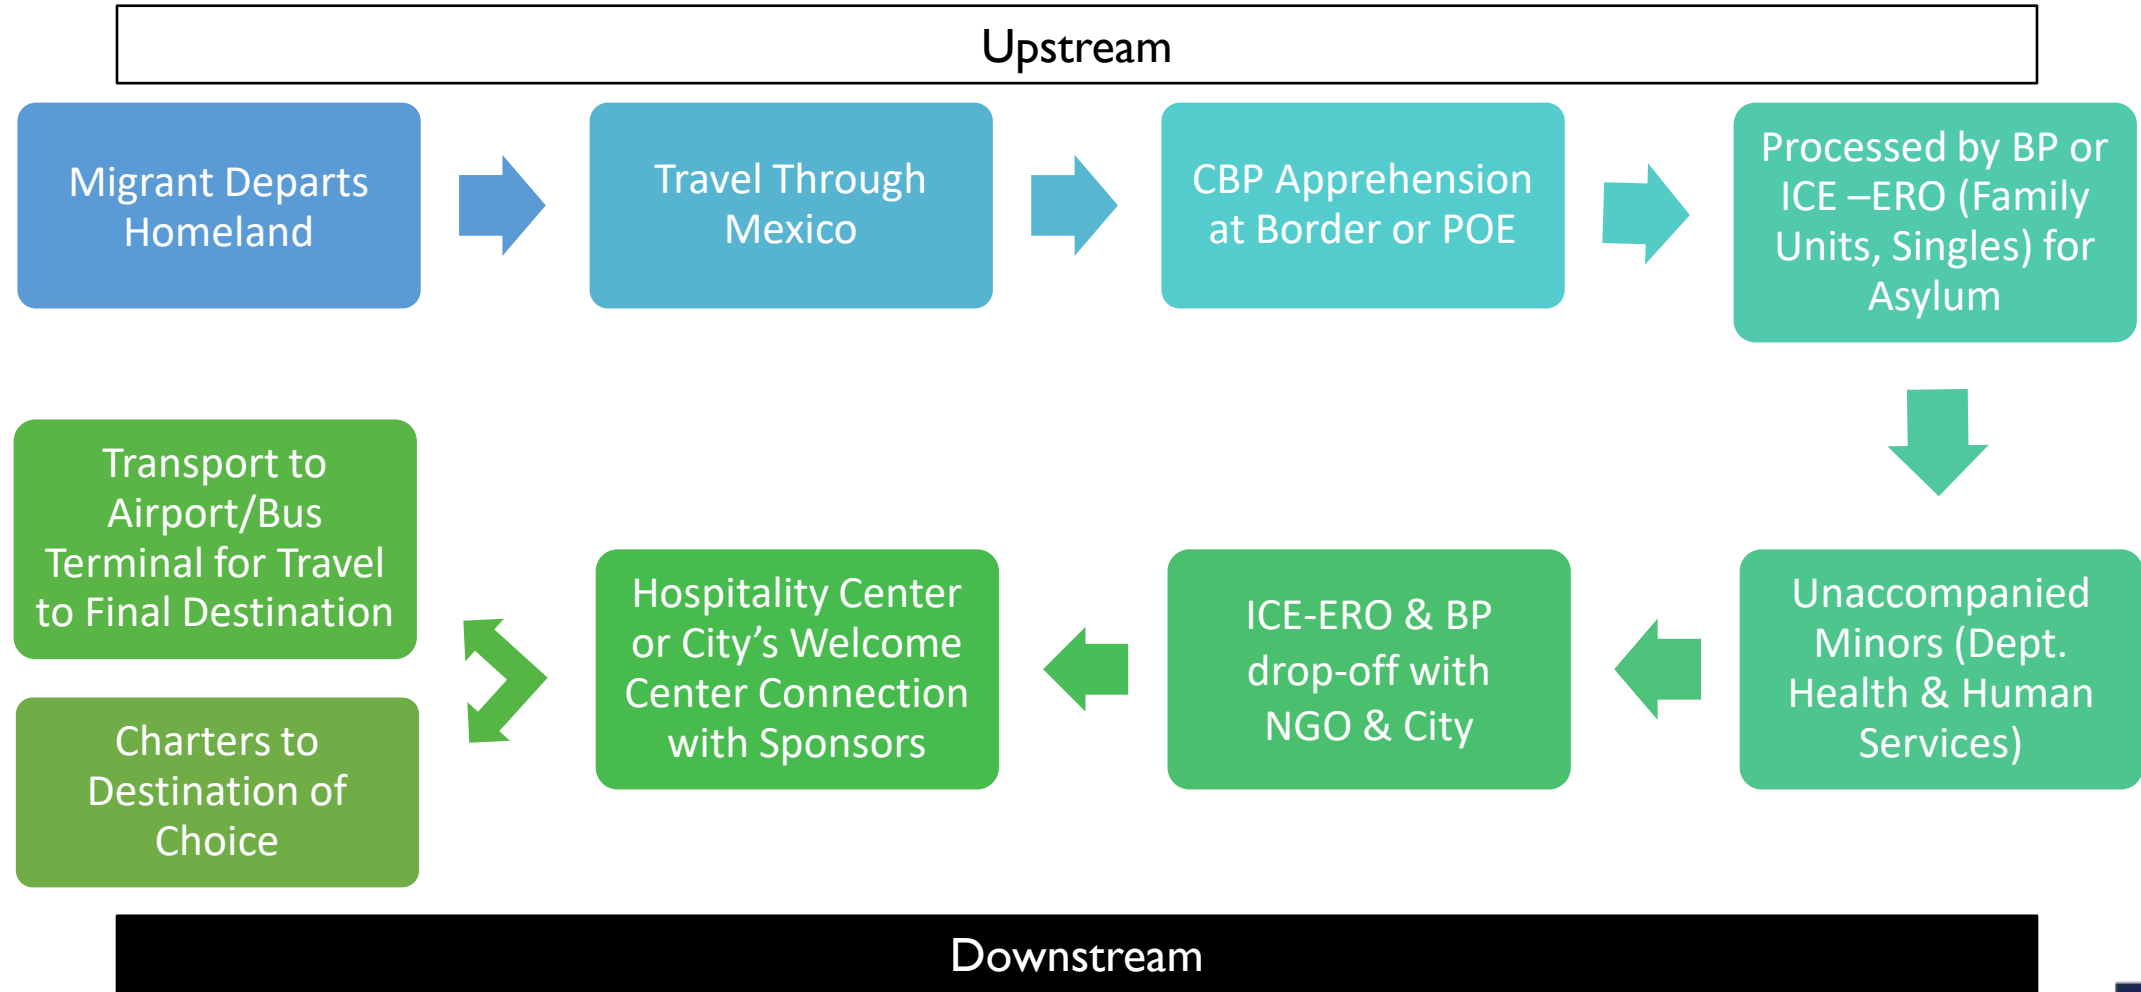 Upstream
Migrant Departs
Homeland
Travel Through
Mexico
CBP Apprehension
at Border or POE
Processed by BP or
ICE –ERO (Family
Units, Singles) for
Asylum
Unaccompanied
Minors (Dept.
Health & Human
Services)
ICE-ERO & BP
drop-off with
NGO & City
Hospitality Center
or City’s Welcome
Center Connection
with Sponsors
Transport to
Airport/Bus
Terminal for Travel
to Final Destination
Charters to
Destination of
Choice
Downstream